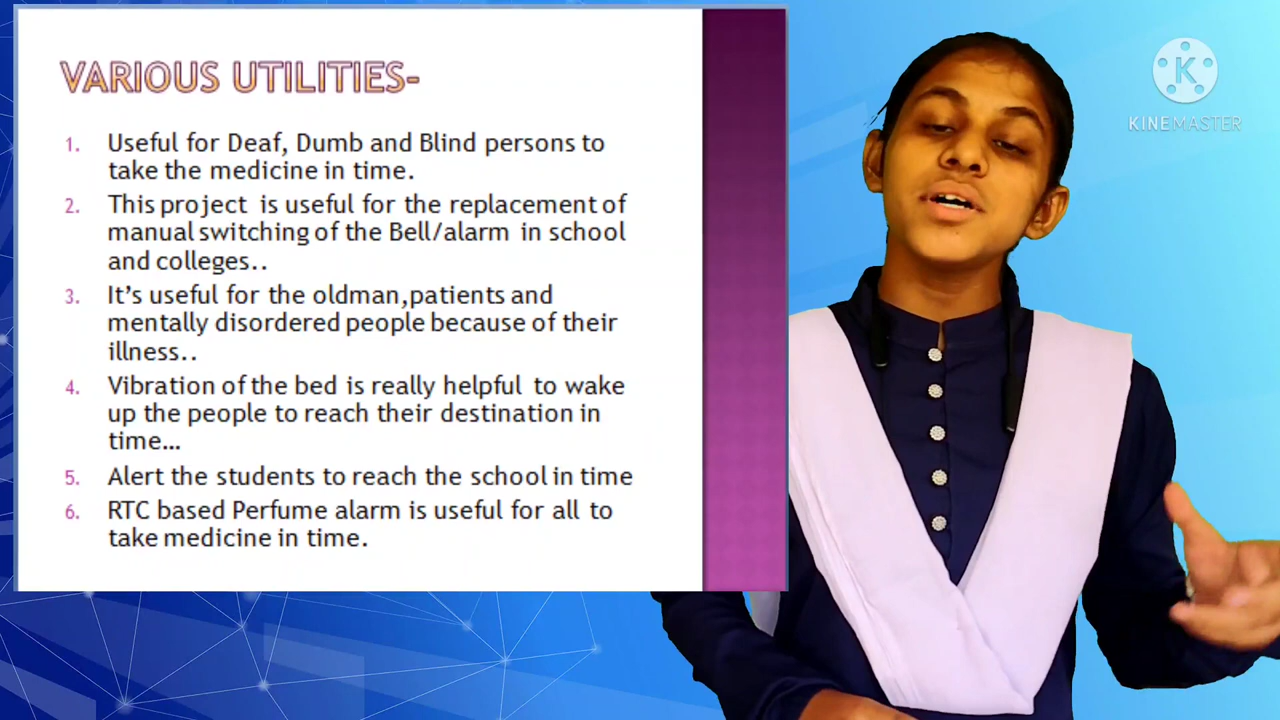 VARIOUS UTILITIES-
1. Useful for Deaf, Dumb and Blind persons to
take the medicine in time.
2. This project is useful for the replacement of
manual switching of the Bell/alarm in school
and colleges..
3. It's useful for the oldman,patients and
mentally disordered people because of their
illness..
4. Vibration of the bed is really helpful to wake
up the people to reach their destination in
time...
5. Alert the students to reach the school in time
6. RTC based Perfume alarm is useful for all to
take medicine in time.
K
KINEMASTER